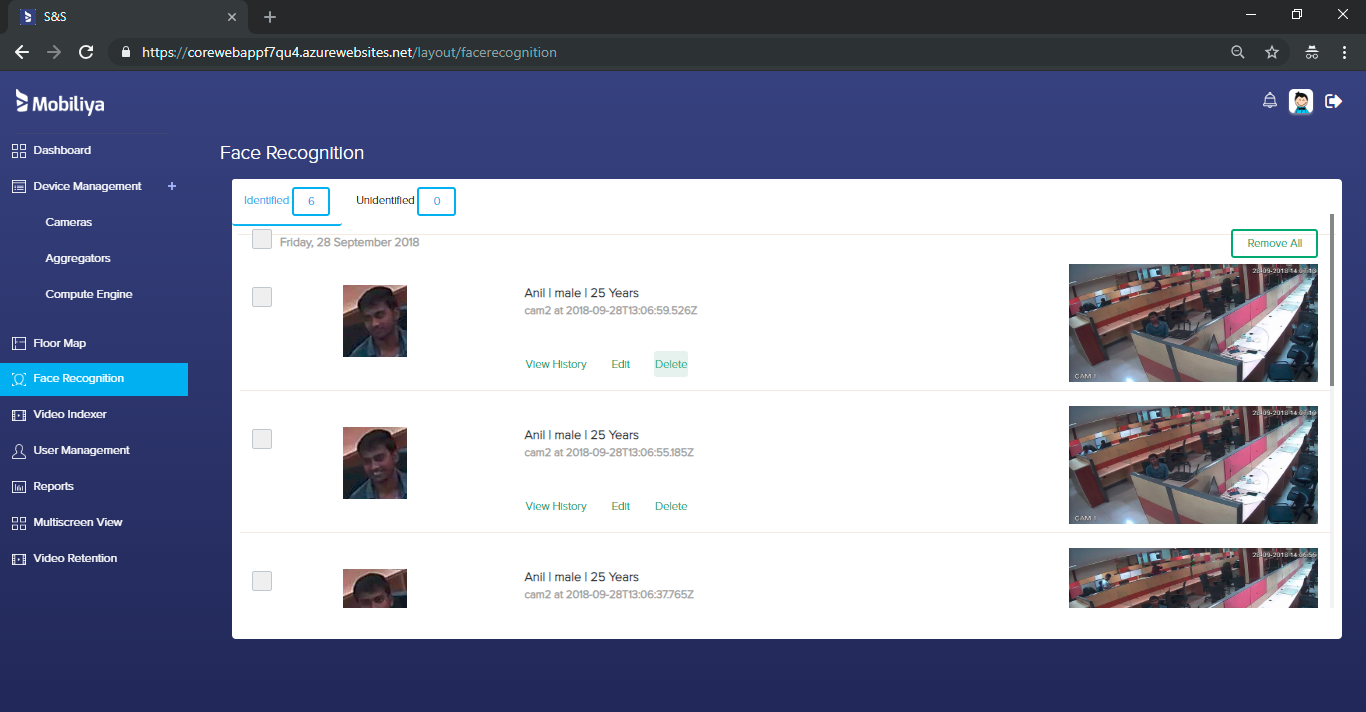 S&S
https://corewebappf7qu4.azurewebsites.net/layout/facerecognition
Mobiliya
Dashboard
Device Management +
Cameras
Aggregators
Compute Engine
Floor Map
Face Recognition
Video Indexer
User Management
Reports
Multiscreen View
Video Retention
Face Recognition
Identified 6 Unidentified 0
Friday, 28 September 2018 Remove All
Anil | male | 25 Years
cam2 at 2018-09-28T13:06:59.526Z
View History Edit Delete
CAM 1
Anil | male | 25 Years
cam2 at 2018-09-28T13:06:55.185Z
View History Edit Delete
CAM 1
Anil | male | 25 Years
cam2 at 2018-09-28T13:06:37.765Z